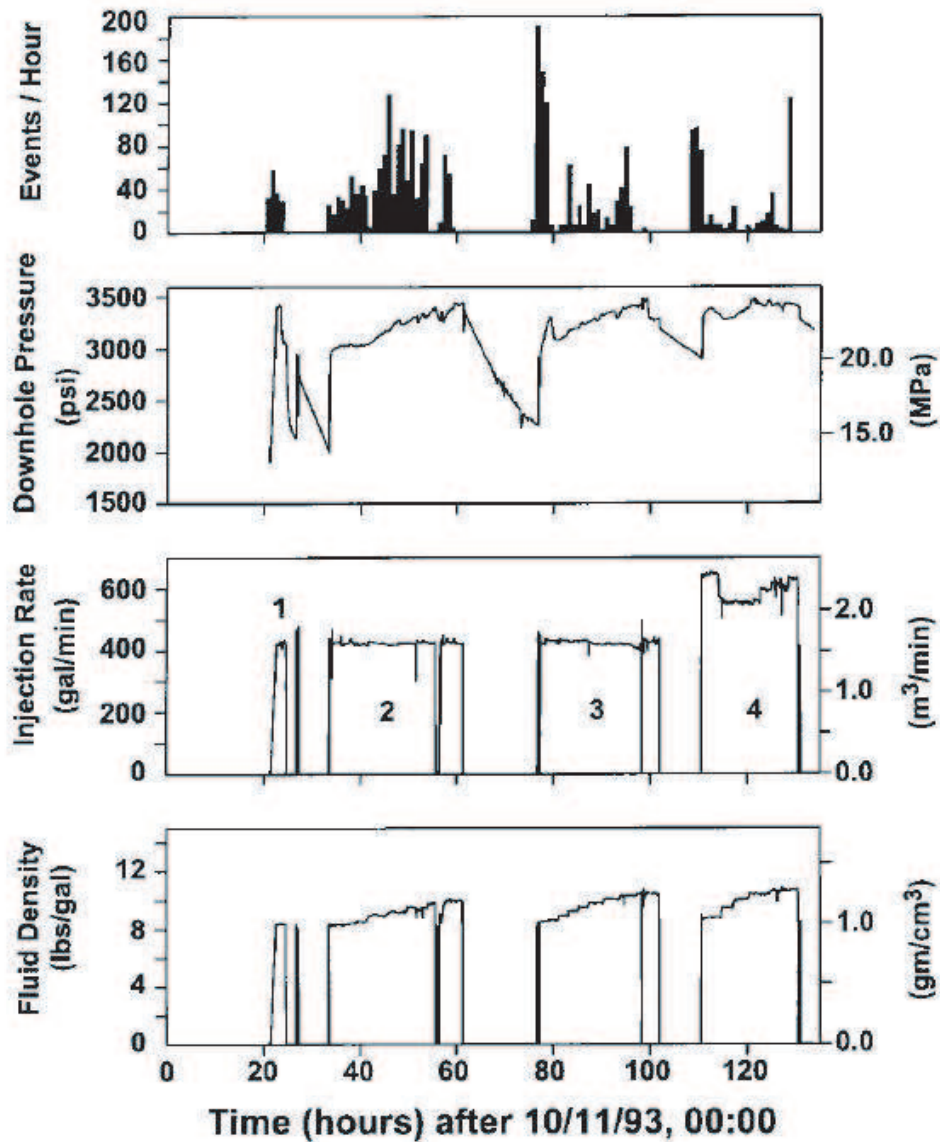 Events / Hour
200
160
120
80
40
0
Downhole Pressure
(psi)
3500
3000
2500
2000
1500
20.0
15.0
(MPa)
Injection Rate
(gal/min)
600
400
200
0
1
2
3
4
2.0
1.0
0.0
(m³/min)
Fluid Density
(lbs/gal)
12
8
4
0
1.0
0.0
(gm/cm³)
0 20 40 60 80 100 120
Time (hours) after 10/11/93, 00:00